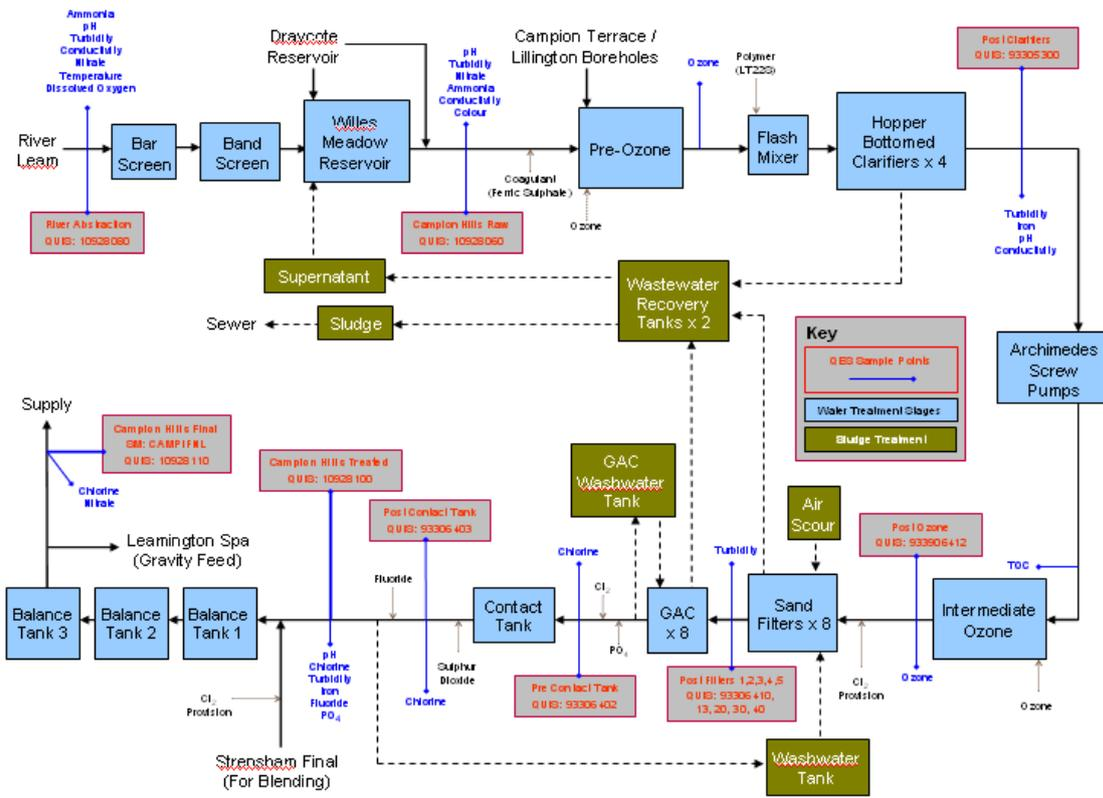 Ammonia
pH
Turbidity
Conductivity
Nitrate
Temperature
Dissolved Oxygen
River
Leam
Bar
Screen
Band
Screen
Draycote
Reservoir
Willes
Meadow
Reservoir
pH
Turbidity
Nitrate
Ammonia
Conductivity
Colour
Campion Terrace /
Lillington Boreholes
Coagulant
(Ferric Sulphate)
Pre-Ozone
Ozone
Ozone
Polymer
(LT22S)
Flash
Mixer
Hopper
Bottomed
Clarifiers x 4
Post Clarifiers
QUIS: 93305300
Turbidity
Iron
pH
Conductivity
River Abstraction
QUIS: 10928080
Campion Hills Raw
QUIS: 10928060
Supernatant
Sewer
Sludge
Wastewater
Recovery
Tanks x 2
Key
QES Sample Points
Water Treatment Stages
Sludge Treatment
Archimedes
Screw
Pumps
Supply
Campion Hills Final
SM: CAMPIFNL
QUIS: 10928110
Chlorine
Nitrate
Leamington Spa
(Gravity Feed)
Campion Hills Treated
QUIS: 10928100
Post Contact Tank
QUIS: 93306403
GAC
Washwater
Tank
Air
Scour
Post Ozone
QUIS: 933906412
TOC
Balance
Tank 3
Balance
Tank 2
Balance
Tank 1
Fluoride
Contact
Tank
Chlorine
Cl2
PO4
GAC
x 8
Turbidity
Sand
Filters x 8
Intermediate
Ozone
pH
Chlorine
Turbidity
Iron
Fluoride
PO4
Chlorine
Sulphur
Dioxide
Pre Contact Tank
QUIS: 93306402
Post Filters 1,2,3,4,5
QUIS: 93306410,
13, 20, 30, 40
Cl2
Provision
Ozone
Ozone
Cl2
Provision
Strensham Final
(For Blending)
Washwater
Tank